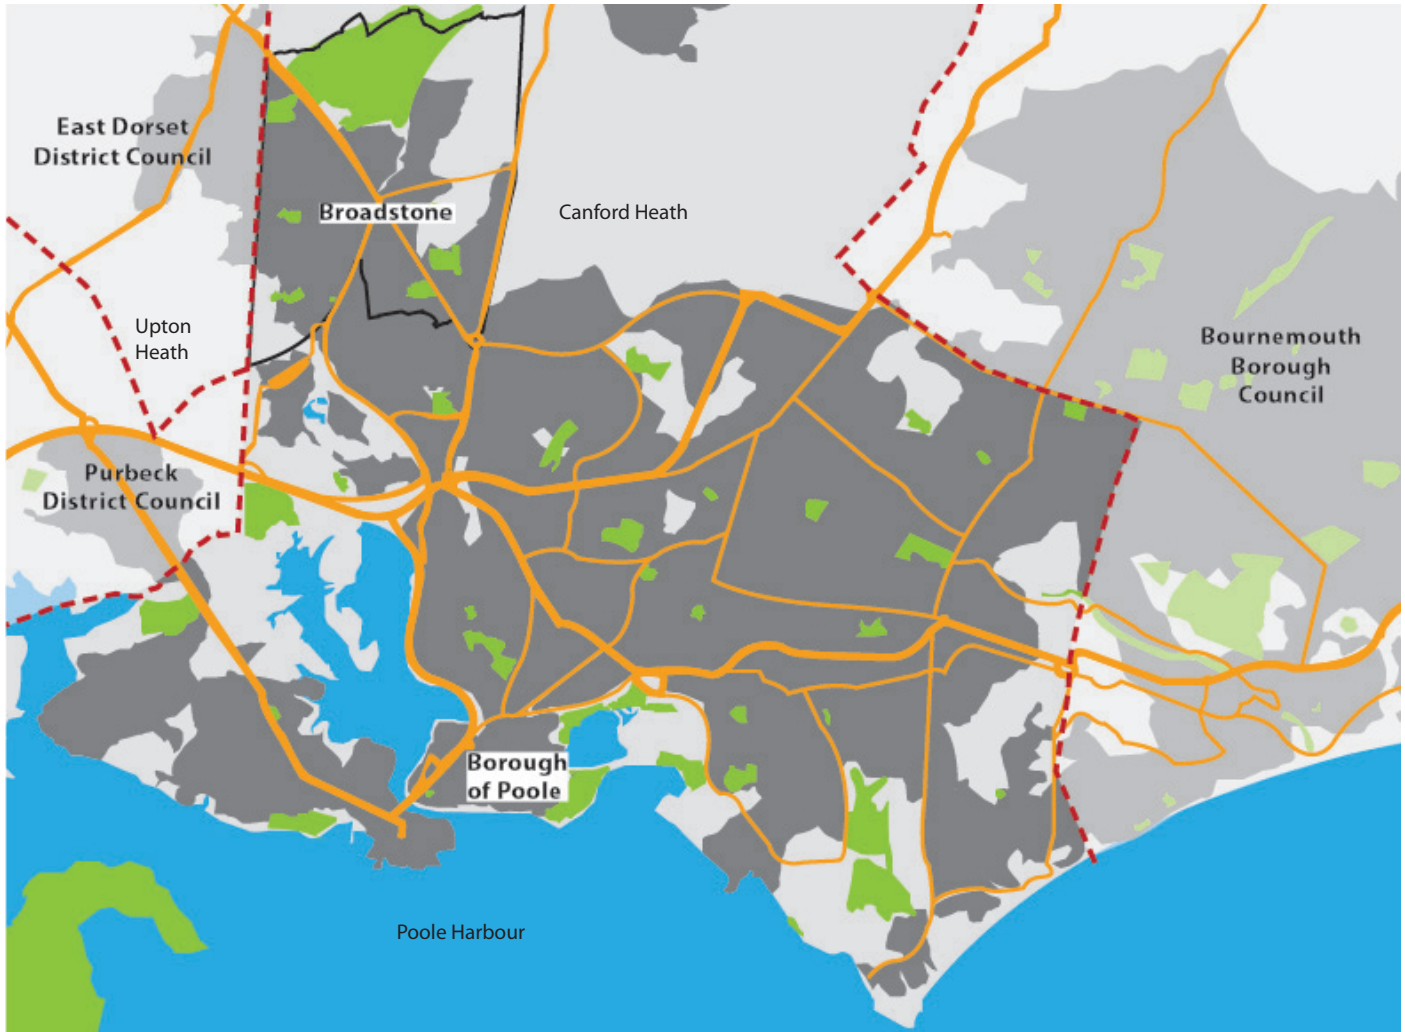 East Dorset
District Council
Broadstone
Canford Heath
Upton
Heath
Bournemouth
Borough
Council
Purbeck
District Council
Borough
of Poole
Poole Harbour